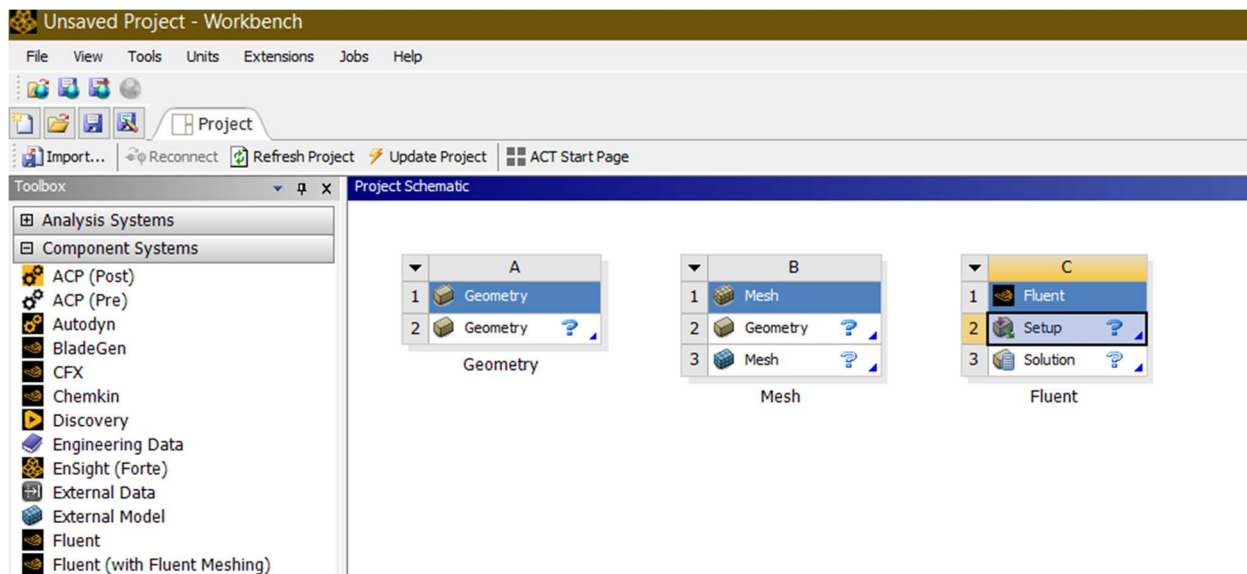 Unsaved Project - Workbench
File View Tools Units Extensions Jobs Help
Project
Import... Reconnect Refresh Project Update Project ACT Start Page
Toolbox
Project Schematic
Analysis Systems
Component Systems
ACP (Post)
ACP (Pre)
Autodyn
BladeGen
CFX
Chemkin
Discovery
Engineering Data
EnSight (Forte)
External Data
External Model
Fluent
Fluent (with Fluent Meshing)
A
1 Geometry
2 Geometry ?
Geometry
B
1 Mesh
2 Geometry ?
3 Mesh ?
Mesh
C
1 Fluent
2 Setup ?
3 Solution ?
Fluent